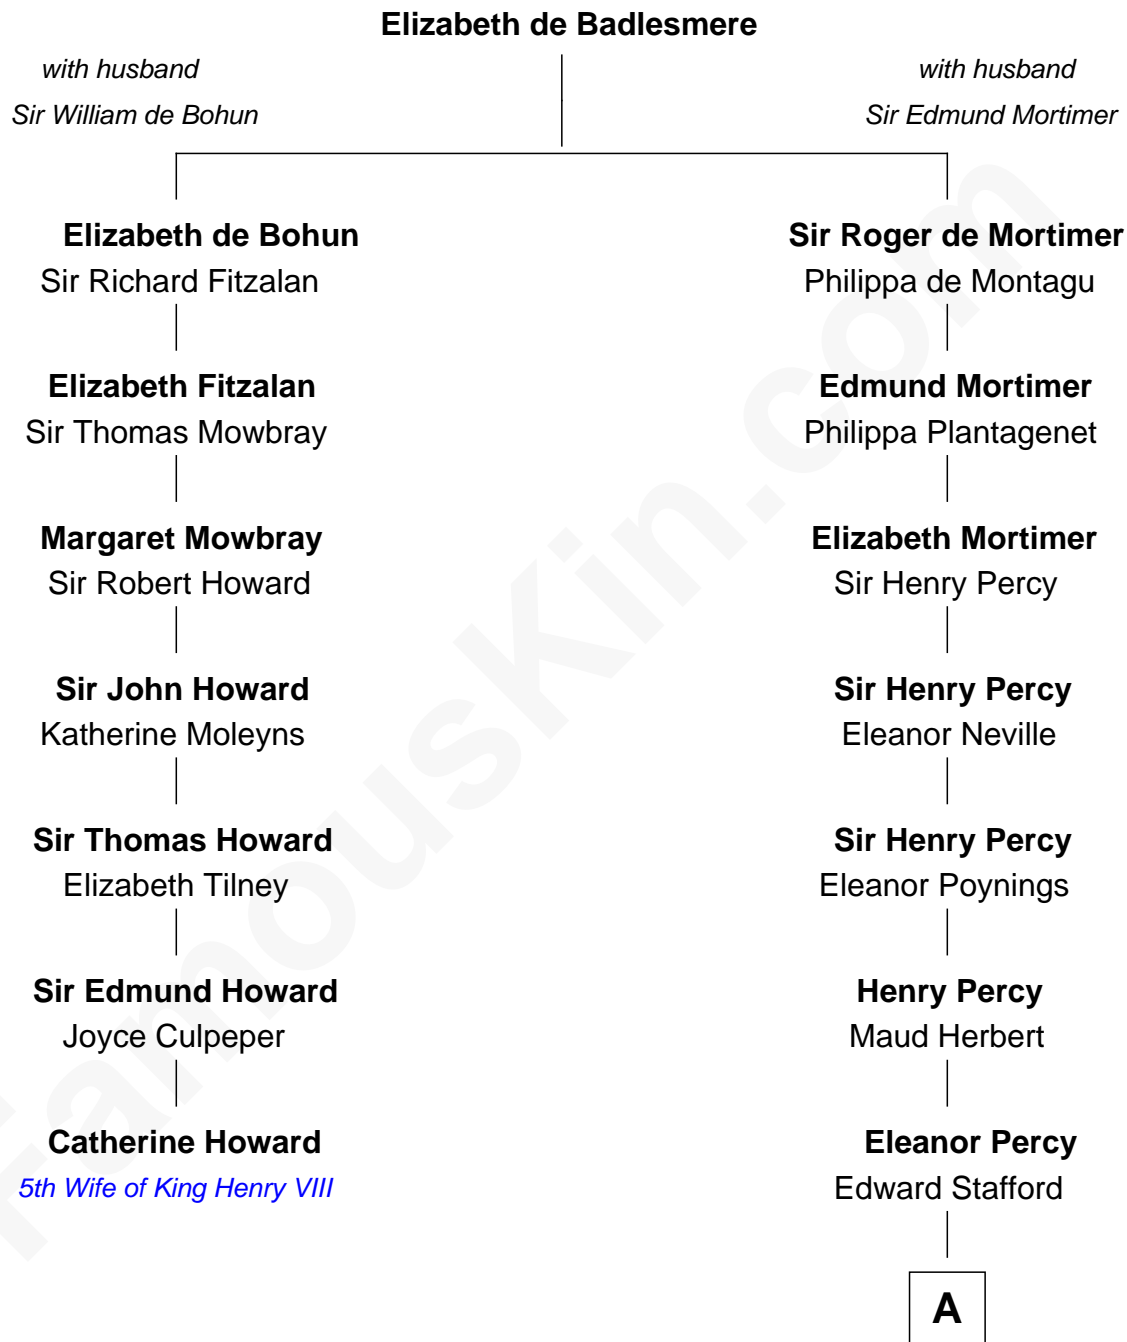 Elizabeth de Badlesmere
with husband
Sir William de Bohun
with husband
Sir Edmund Mortimer
Elizabeth de Bohun
Sir Richard Fitzalan
Elizabeth Fitzalan
Sir Thomas Mowbray
Margaret Mowbray
Sir Robert Howard
Sir John Howard
Katherine Moleyns
Sir Thomas Howard
Elizabeth Tilney
Sir Edmund Howard
Joyce Culpeper
Catherine Howard
5th Wife of King Henry VIII
Sir Roger de Mortimer
Philippa de Montagu
Edmund Mortimer
Philippa Plantagenet
Elizabeth Mortimer
Sir Henry Percy
Sir Henry Percy
Eleanor Neville
Sir Henry Percy
Eleanor Poynings
Henry Percy
Maud Herbert
Eleanor Percy
Edward Stafford
A
FamousKin.com